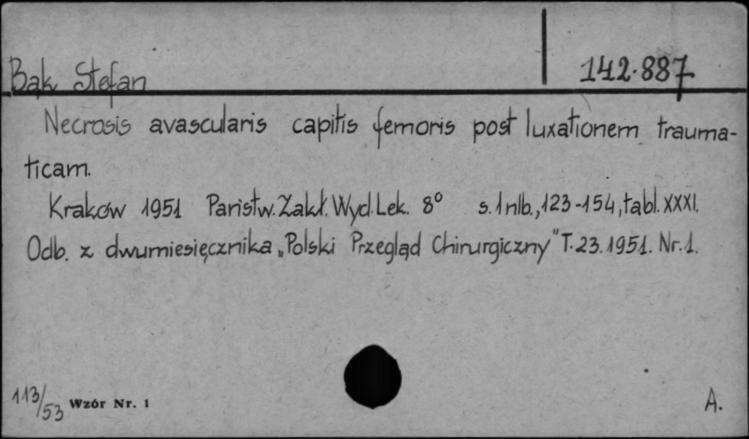 Bąk Stefan
142.887
Necrosis avascularis capitis femoris post luxationem trauma-
ticam.
Kraków 1951 Państw. Zakł. Wyd. Lek. 8° s. 1 nlb., 123-154, tabl. XXXI.
Odb. z dwumiesięcznika „Polski Przegląd Chirurgiczny" T. 23. 1951. Nr. 1.
113/53 Wzór Nr. 1
A.